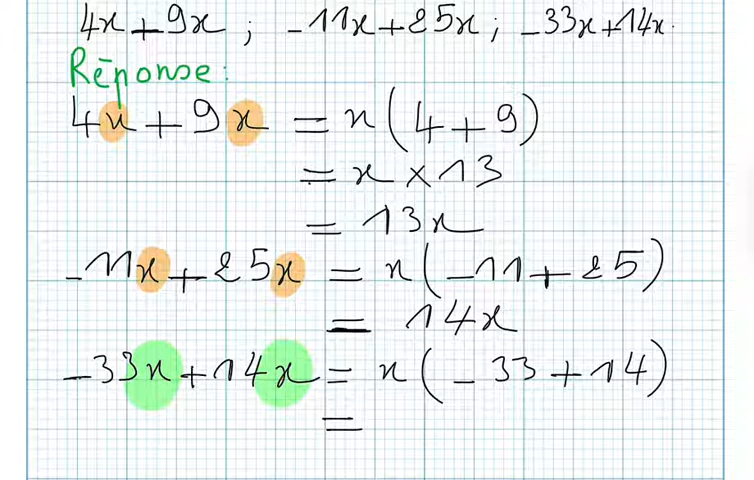 4x + 9x ; -11x + 25x ; -33x + 14x.
Réponse:
4x + 9x = x(4 + 9)
= x × 13
= 13x
-11x + 25x = x(-11 + 25)
= 14x
-33x + 14x = x(-33 + 14)
=